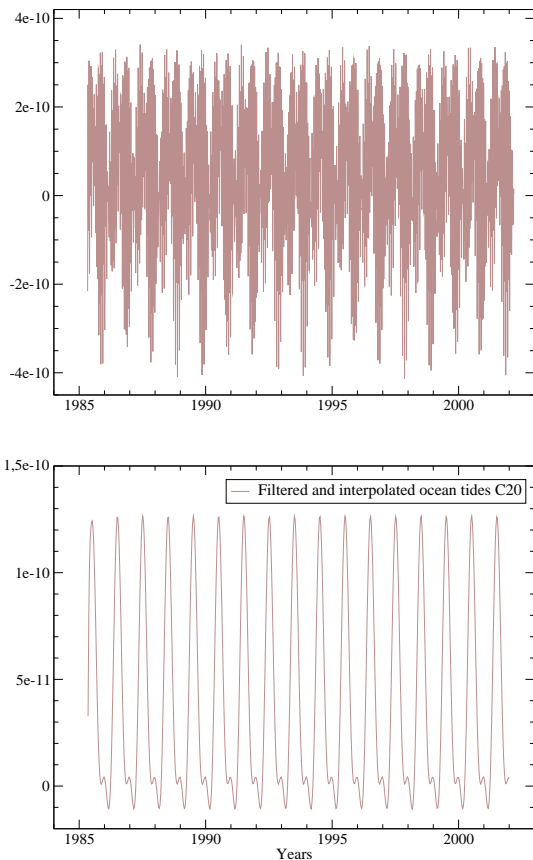 4e-10
2e-10
0
-2e-10
-4e-10
1985 1990 1995 2000
1,5e-10
Filtered and interpolated ocean tides C20
1e-10
5e-11
0
1985 1990 1995 2000
Years